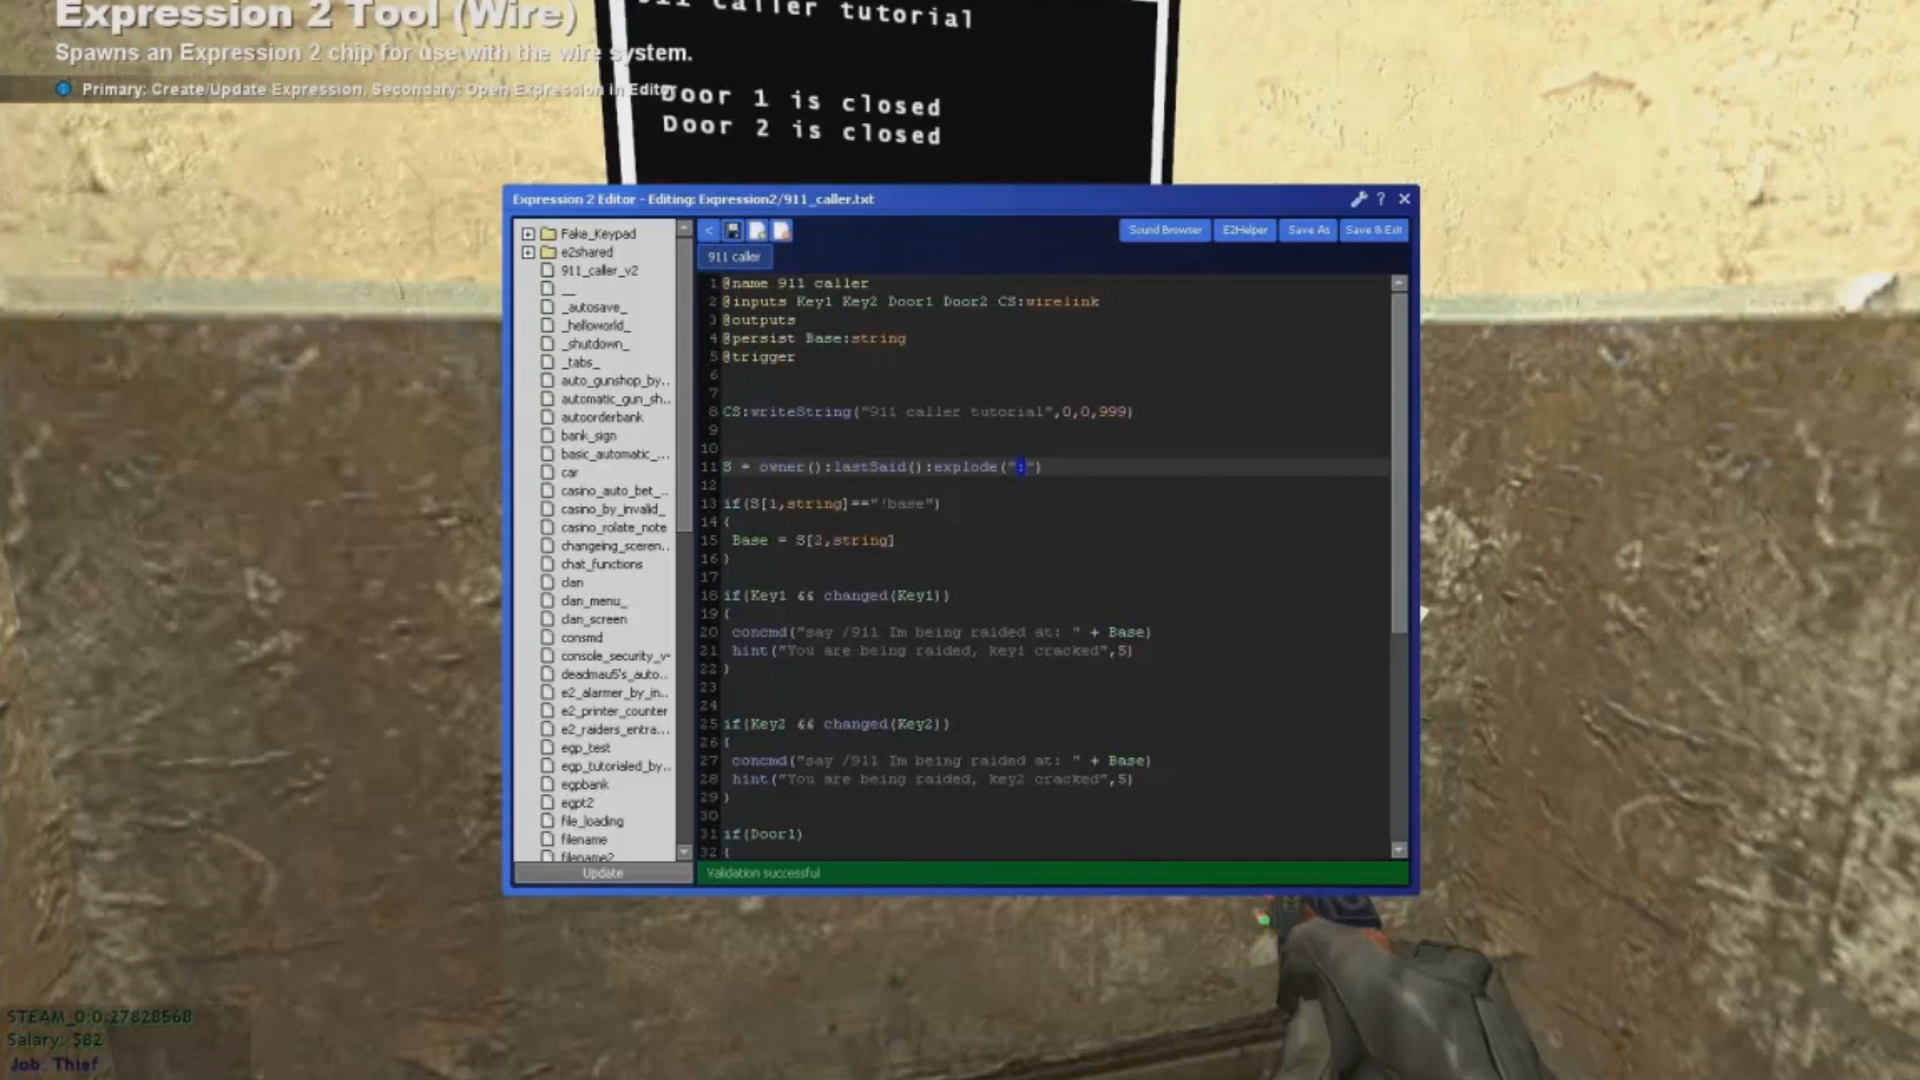 Expression 2 Tool (Wire)
Spawns an Expression 2 chip for use with the wire system.
Primary: Create/Update Expression, Secondary: Open Expression in Editor
911 caller tutorial
Door 1 is closed
Door 2 is closed
Expression 2 Editor - Editing: Expression2/911_caller.txt
?
Sound Browser
E2Helper
Save As
Save & Exit
911 caller
Fake_Keypad
e2shared
911_caller_v2
__
_autosave_
_helloworld_
_shutdown_
_tabs_
auto_gunshop_by..
automatic_gun_sh..
autoorderbank
bank_sign
basic_automatic_...
car
casino_auto_bet_..
casino_by_invalid_
casino_rolate_note
changeing_sceren..
chat_functions
clan
clan_menu_
clan_screen
consmd
console_security_v
deadmau5's_auto..
e2_alarmer_by_in..
e2_printer_counter
e2_raiders_entra...
egp_test
egp_tutorialed_by..
egpbank
egpt2
file_loading
filename
filename2
Update
1 @name 911 caller
2 @inputs Key1 Key2 Door1 Door2 CS:wirelink
3 @outputs
4 @persist Base:string
5 @trigger
6
7
8 CS:writeString("911 caller tutorial",0,0,999)
9
10
11 S = owner():lastSaid():explode(":")
12
13 if(S[1,string]=="!base")
14 {
15 Base = S[2,string]
16 }
17
18 if(Key1 && changed(Key1))
19 {
20 concmd("say /911 Im being raided at: " + Base)
21 hint("You are being raided, key1 cracked",5)
22 }
23
24
25 if(Key2 && changed(Key2))
26 {
27 concmd("say /911 Im being raided at: " + Base)
28 hint("You are being raided, key2 cracked",5)
29 }
30
31 if(Door1)
32 {
Validation successful
STEAM_0:0:27828568
Salary: $82
Job: Thief